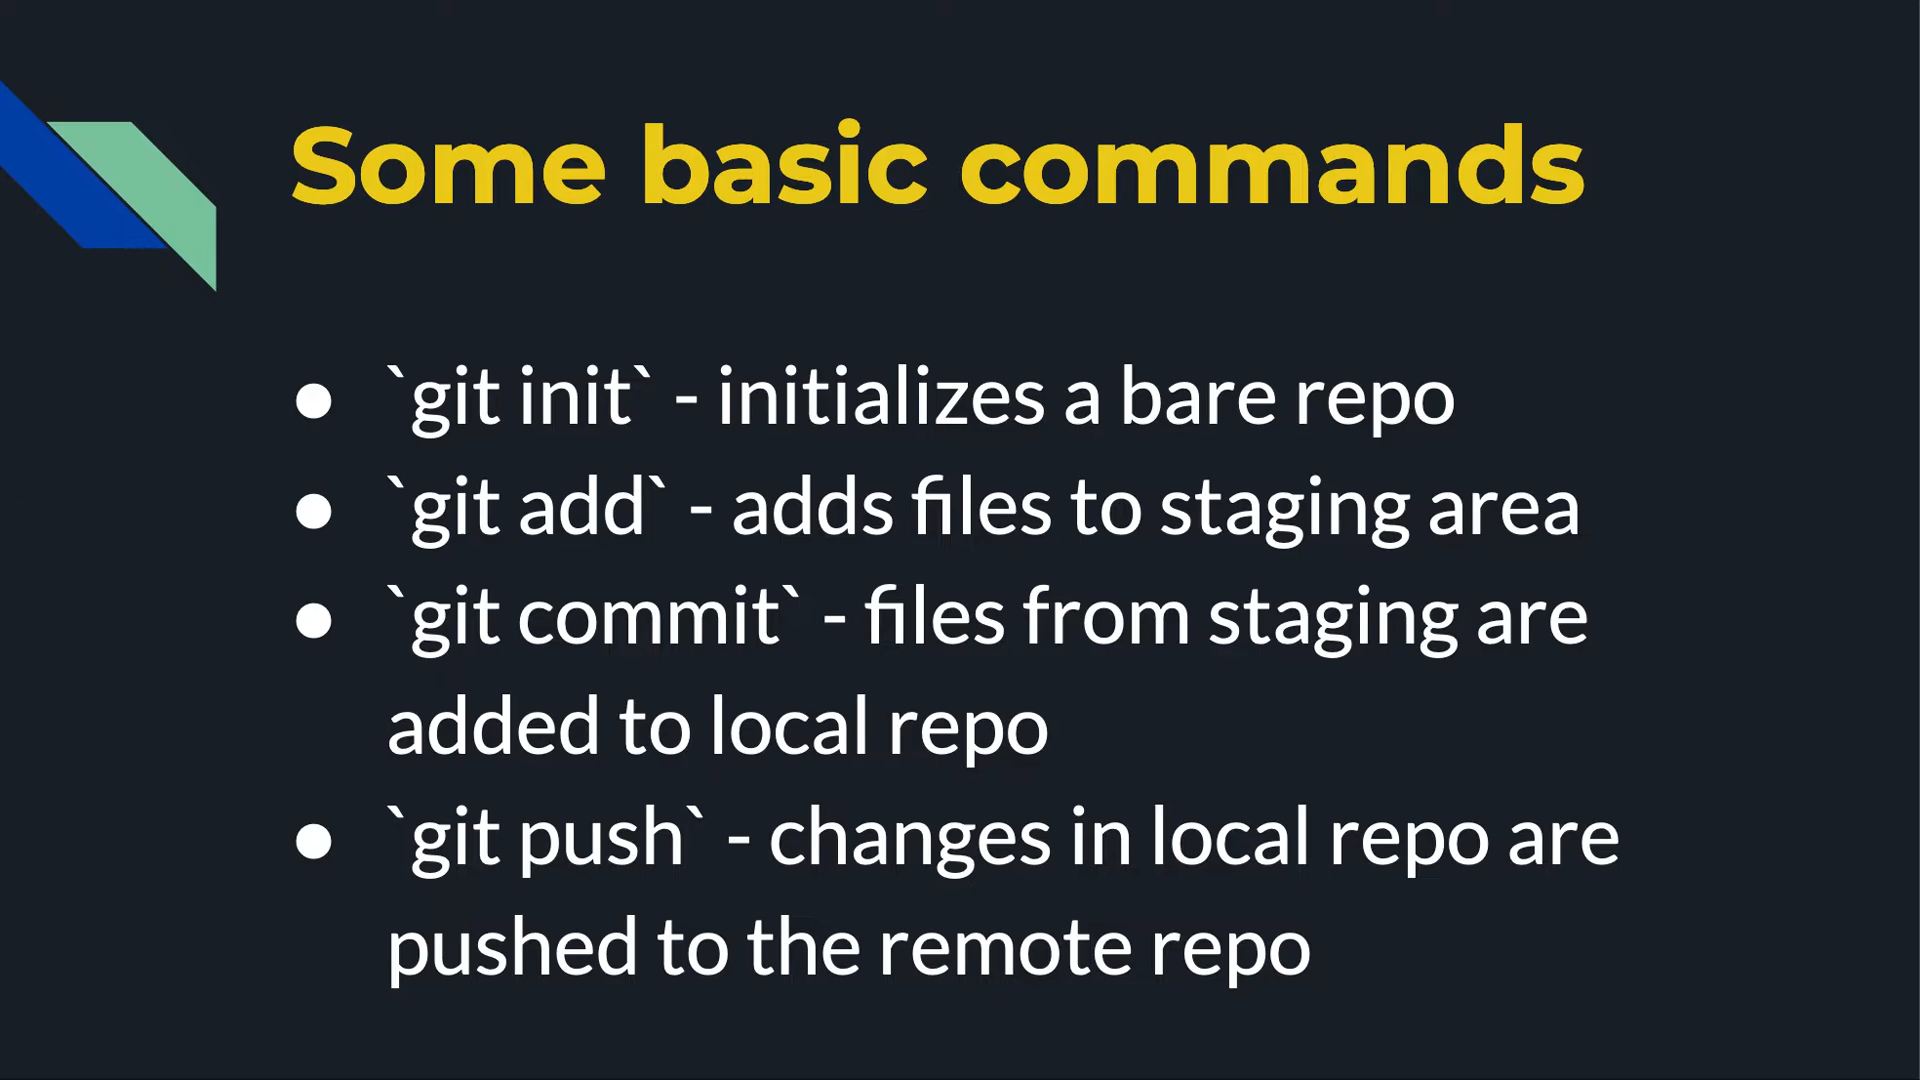 Some basic commands
● `git init` - initializes a bare repo
● `git add` - adds files to staging area
● `git commit` - files from staging are
added to local repo
● `git push` - changes in local repo are
pushed to the remote repo